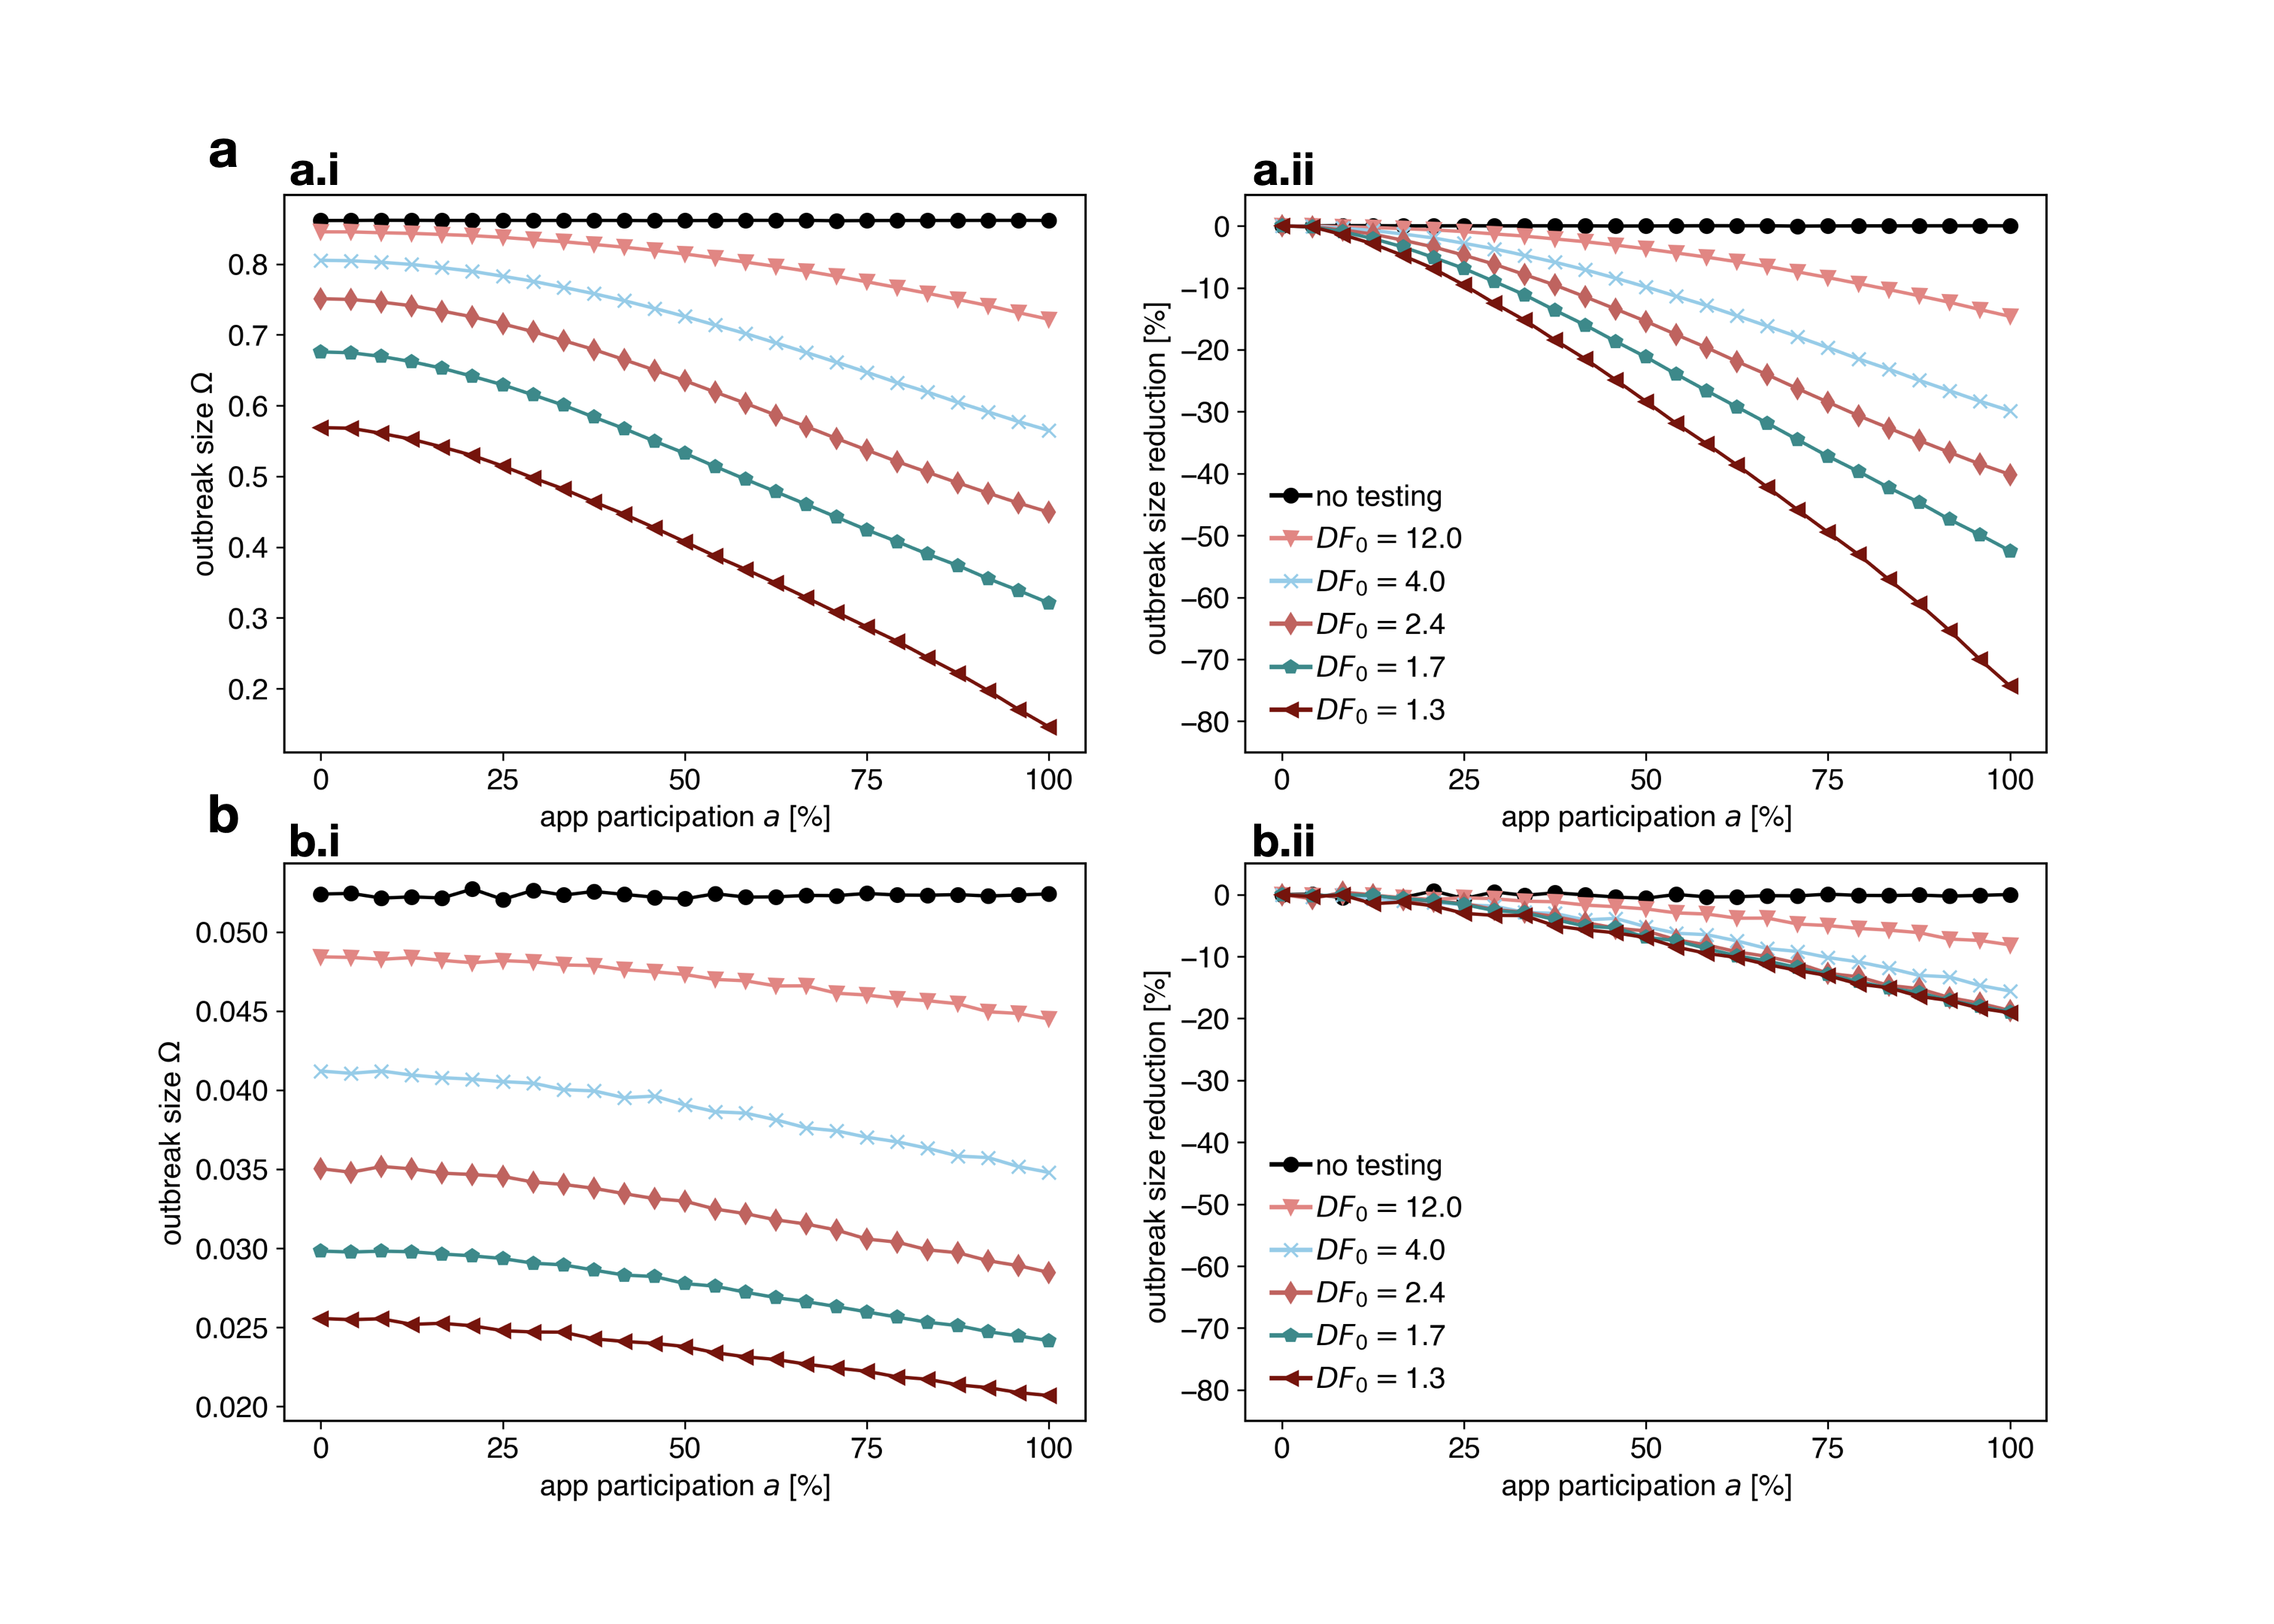 a
a.i
outbreak size Ω
0.8
0.7
0.6
0.5
0.4
0.3
0.2
0 25 50 75 100
app participation a [%]
a.ii
outbreak size reduction [%]
0
−10
−20
−30
−40
−50
−60
−70
−80
no testing
DF₀ = 12.0
DF₀ = 4.0
DF₀ = 2.4
DF₀ = 1.7
DF₀ = 1.3
0 25 50 75 100
app participation a [%]
b
b.i
outbreak size Ω
0.050
0.045
0.040
0.035
0.030
0.025
0.020
0 25 50 75 100
app participation a [%]
b.ii
outbreak size reduction [%]
0
−10
−20
−30
−40
−50
−60
−70
−80
no testing
DF₀ = 12.0
DF₀ = 4.0
DF₀ = 2.4
DF₀ = 1.7
DF₀ = 1.3
0 25 50 75 100
app participation a [%]